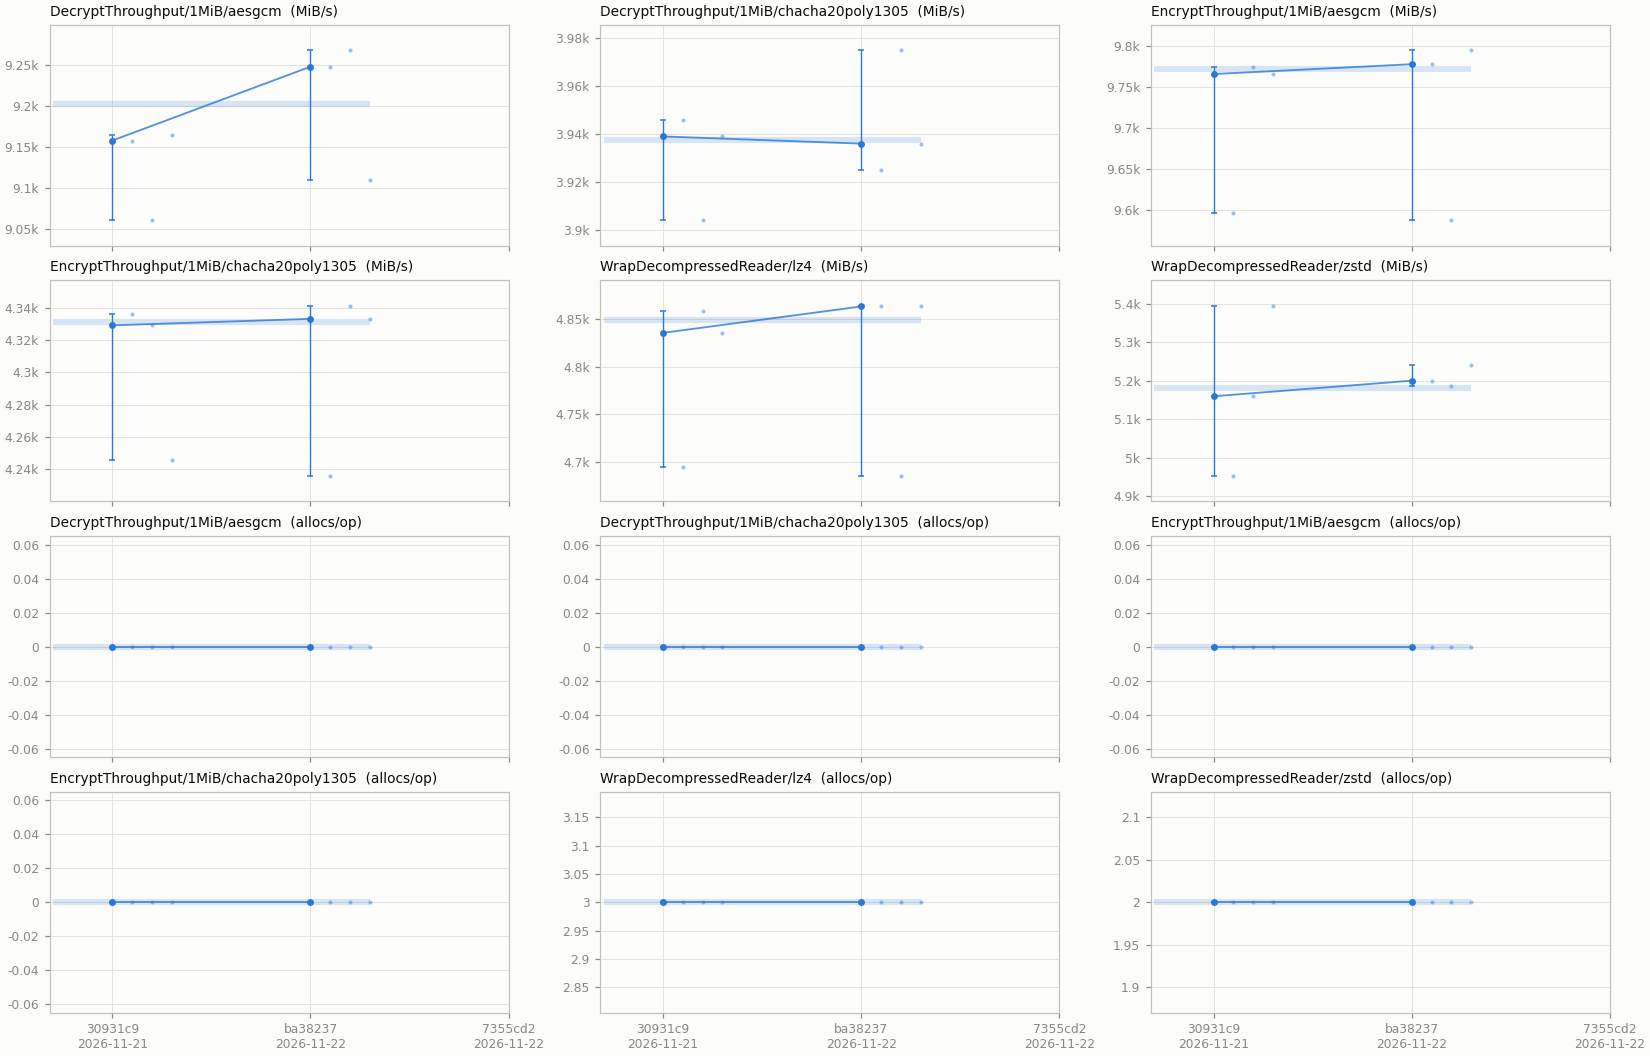 DecryptThroughput/1MiB/aesgcm (MiB/s)
9.25k
9.2k
9.15k
9.1k
9.05k
DecryptThroughput/1MiB/chacha20poly1305 (MiB/s)
3.98k
3.96k
3.94k
3.92k
3.9k
EncryptThroughput/1MiB/aesgcm (MiB/s)
9.8k
9.75k
9.7k
9.65k
9.6k
EncryptThroughput/1MiB/chacha20poly1305 (MiB/s)
4.34k
4.32k
4.3k
4.28k
4.26k
4.24k
WrapDecompressedReader/lz4 (MiB/s)
4.85k
4.8k
4.75k
4.7k
WrapDecompressedReader/zstd (MiB/s)
5.4k
5.3k
5.2k
5.1k
5k
4.9k
DecryptThroughput/1MiB/aesgcm (allocs/op)
0.06
0.04
0.02
0
-0.02
-0.04
-0.06
DecryptThroughput/1MiB/chacha20poly1305 (allocs/op)
0.06
0.04
0.02
0
-0.02
-0.04
-0.06
EncryptThroughput/1MiB/aesgcm (allocs/op)
0.06
0.04
0.02
0
-0.02
-0.04
-0.06
EncryptThroughput/1MiB/chacha20poly1305 (allocs/op)
0.06
0.04
0.02
0
-0.02
-0.04
-0.06
30931c9
2026-11-21
ba38237
2026-11-22
7355cd2
2026-11-22
WrapDecompressedReader/lz4 (allocs/op)
3.15
3.1
3.05
3
2.95
2.9
2.85
30931c9
2026-11-21
ba38237
2026-11-22
7355cd2
2026-11-22
WrapDecompressedReader/zstd (allocs/op)
2.1
2.05
2
1.95
1.9
30931c9
2026-11-21
ba38237
2026-11-22
7355cd2
2026-11-22